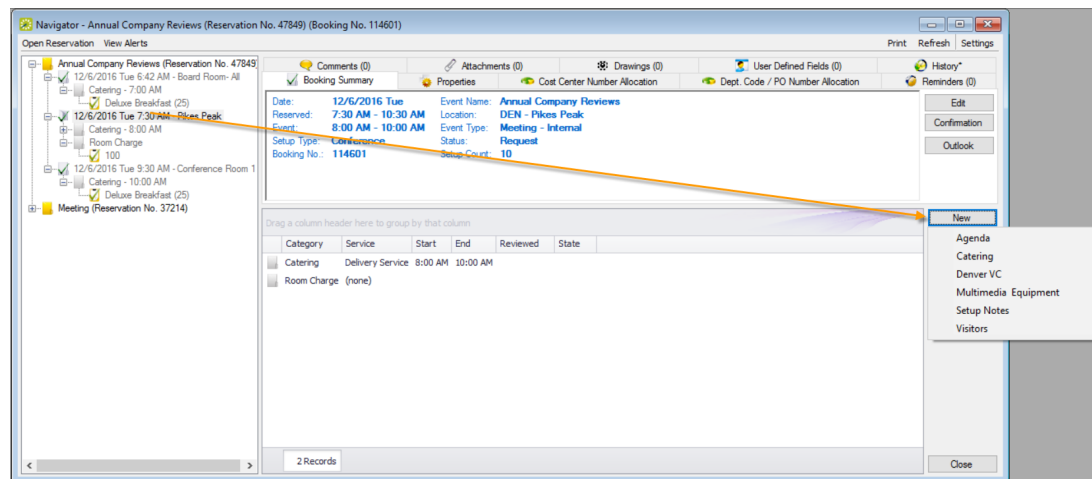 Navigator - Annual Company Reviews (Reservation No. 47849) (Booking No. 114601)
Open Reservation View Alerts Print Refresh Settings
Annual Company Reviews (Reservation No. 47849)
12/6/2016 Tue 6:42 AM - Board Room- All
Catering - 7:00 AM
Deluxe Breakfast (25)
12/6/2016 Tue 7:30 AM - Pikes Peak
Catering - 8:00 AM
Room Charge
100
12/6/2016 Tue 9:30 AM - Conference Room 1
Catering - 10:00 AM
Deluxe Breakfast (25)
Meeting (Reservation No. 37214)
Comments (0) Attachments (0) Drawings (0) User Defined Fields (0) History*
Booking Summary Properties Cost Center Number Allocation Dept. Code / PO Number Allocation Reminders (0)
Date: 12/6/2016 Tue Event Name: Annual Company Reviews
Reserved: 7:30 AM - 10:30 AM Location: DEN - Pikes Peak
Event: 8:00 AM - 10:00 AM Event Type: Meeting - Internal
Setup Type: Conference Status: Request
Booking No.: 114601 Setup Count: 10
Edit
Confirmation
Outlook
Drag a column header here to group by that column
Category Service Start End Reviewed State
Catering Delivery Service 8:00 AM 10:00 AM
Room Charge (none)
New
Agenda
Catering
Denver VC
Multimedia Equipment
Setup Notes
Visitors
2 Records
Close